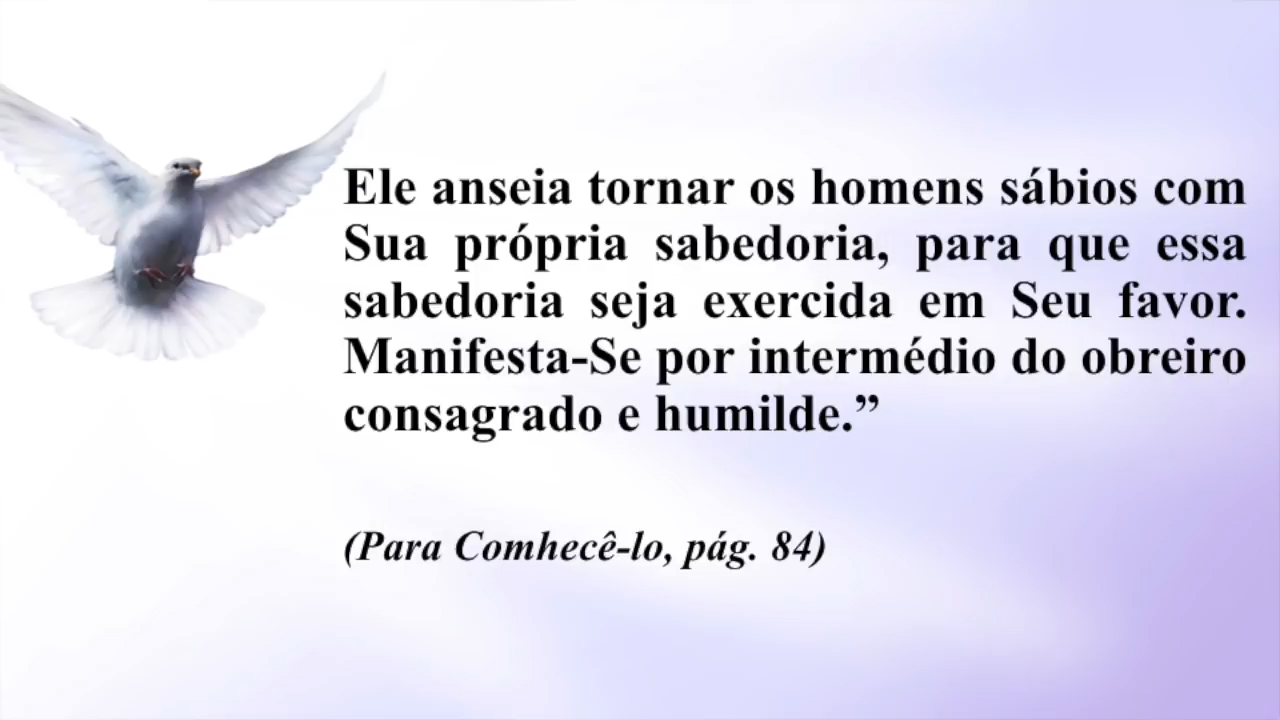 Ele anseia tornar os homens sábios com
Sua própria sabedoria, para que essa
sabedoria seja exercida em Seu favor.
Manifesta-Se por intermédio do obreiro
consagrado e humilde.”
(Para Comhecê-lo, pág. 84)